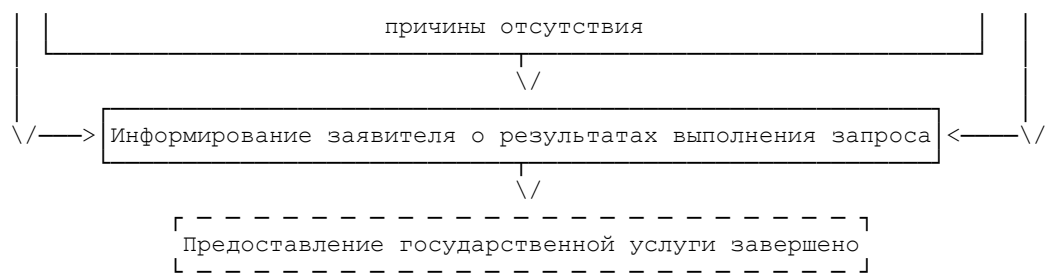 причины отсутствия
\/
\/────>Информирование заявителя о результатах выполнения запроса<─────\/
\/
Предоставление государственной услуги завершено